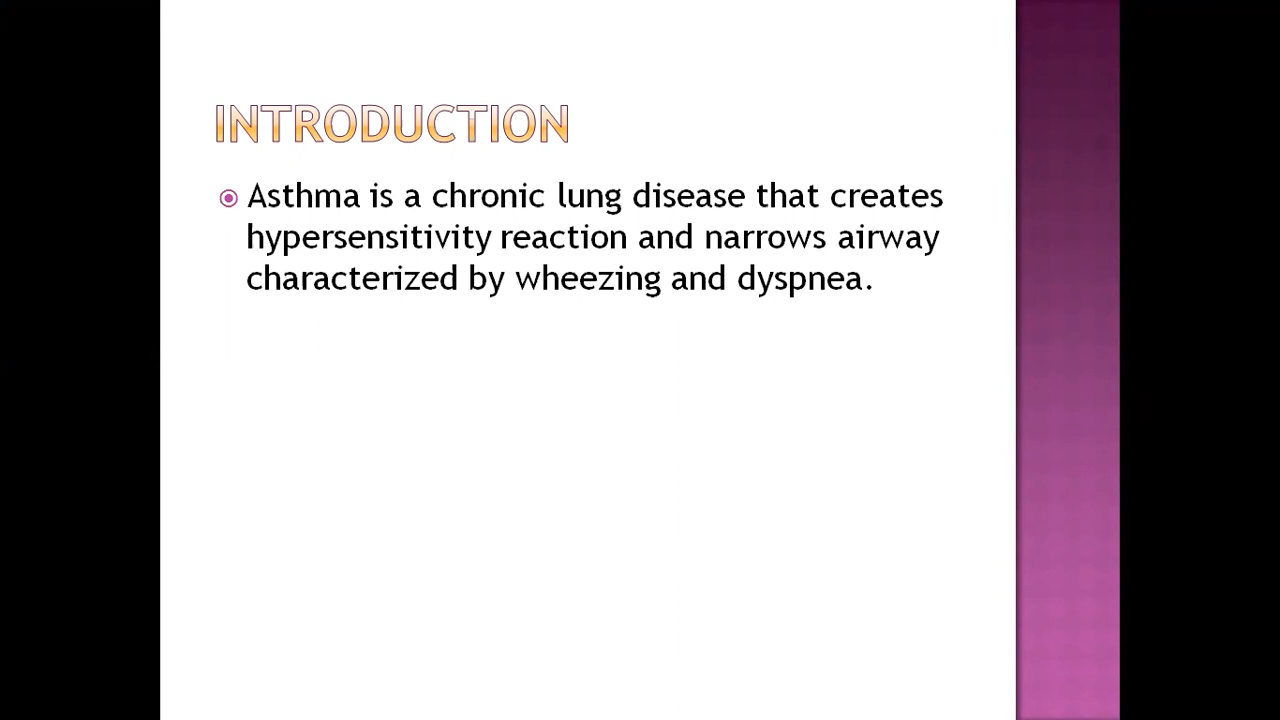 INTRODUCTION
Asthma is a chronic lung disease that creates
hypersensitivity reaction and narrows airway
characterized by wheezing and dyspnea.